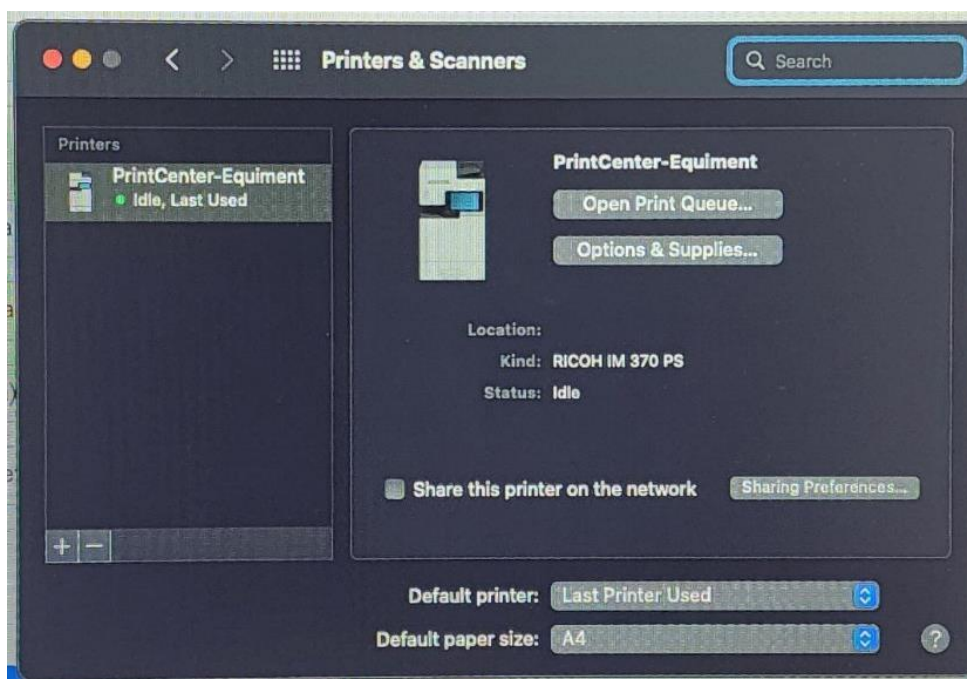 Printers & Scanners
Search
Printers
PrintCenter-Equiment
Idle, Last Used
PrintCenter-Equiment
Open Print Queue...
Options & Supplies...
Location:
Kind: RICOH IM 370 PS
Status: Idle
Share this printer on the network
Sharing Preferences...
+ −
Default printer: Last Printer Used
Default paper size: A4
?